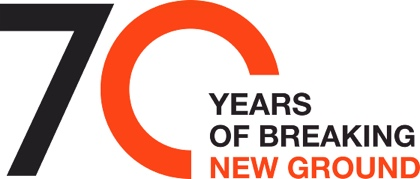 70
YEARS
OF BREAKING
NEW GROUND